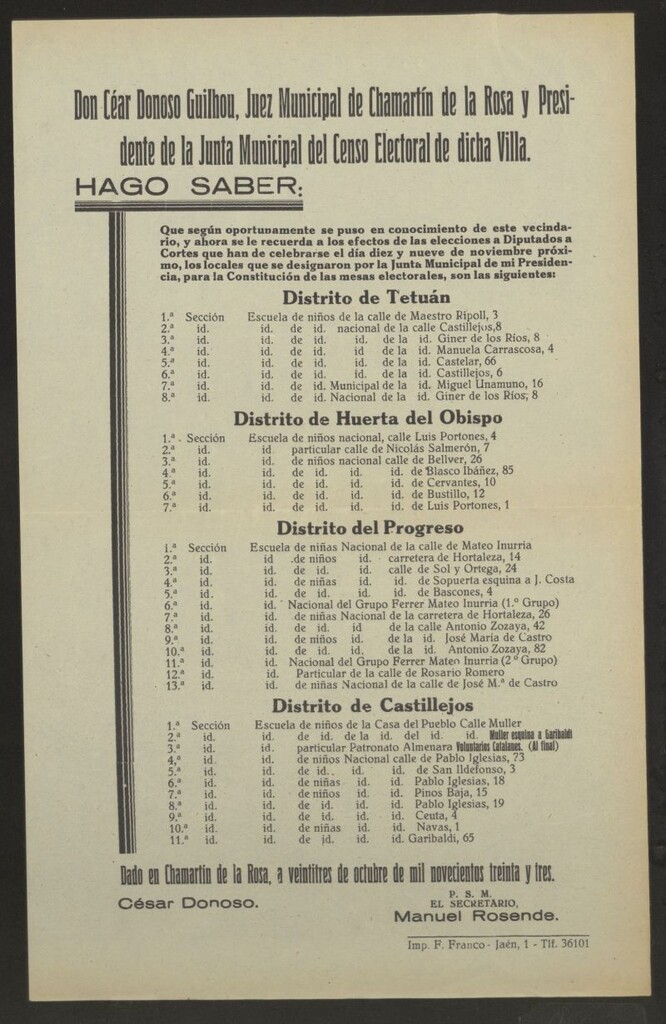 Don Céar Donoso Guilhou, Juez Municipal de Chamartín de la Rosa y Presi-
dente de la Junta Municipal del Censo Electoral de dicha Villa.
HAGO SABER:
Que según oportunamente se puso en conocimiento de este vecinda-
rio, y ahora se le recuerda a los efectos de las elecciones a Diputados a
Cortes que han de celebrarse el día diez y nueve de noviembre próxi-
mo, los locales que se designaron por la Junta Municipal de mi Presiden-
cia, para la Constitución de las mesas electorales, son las siguientes:
Distrito de Tetuán
1.ª Sección Escuela de niños de la calle de Maestro Ripoll, 3
2.ª id. id. de id. nacional de la calle Castillejos,8
3.ª id. id. de id. id. de la id. Giner de los Ríos, 8
4.ª id. id. de id. id. de la id. Manuela Carrascosa, 4
5.ª id. id. de id. id. de la id. Castelar, 66
6.ª id. id. de id. id. de la id. Castillejos, 6
7.ª id. id. de id. Municipal de la id. Miguel Unamuno, 16
8.ª id. id. de id. Nacional de la id. Giner de los Ríos, 8
Distrito de Huerta del Obispo
1.ª Sección Escuela de niños nacional, calle Luis Portones, 4
2.ª id. id particular calle de Nicolás Salmerón, 7
3.ª id. id. de niños nacional calle de Bellver, 26
4.ª id. id. de id. id. id. de Blasco Ibáñez, 85
5.ª id. id. de id. id. id. de Cervantes, 10
6.ª id. id. de id. id. id. de Bustillo, 12
7.ª id. id. de id. id. id. de Luis Portones, 1
Distrito del Progreso
1.ª Sección Escuela de niñas Nacional de la calle de Mateo Inurria
2.ª id. id .de niños id. carretera de Hortaleza, 14
3.ª id. id. de id. id. calle de Sol y Ortega, 24
4.ª id. id. de niñas id. id. de Sopuerta esquina a J. Costa
5.ª id. id. de id. id. id. de Bascones, 4
6.ª id. id. Nacional del Grupo Ferrer Mateo Inurria (1.º Grupo)
7.ª id. id. de niñas Nacional de la carretera de Hortaleza, 26
8.ª id. id. de id. id de la calle Antonio Zozaya, 42
9.ª id. id. de niños id. de la id. José María de Castro
10.ª id. id. de id. id. de la id. Antonio Zozaya, 82
11.ª id. id. Nacional del Grupo Ferrer Mateo Inurria (2º Grupo)
12.ª id. id. Particular de la calle de Rosario Romero
13.ª id. id. de niñas Nacional de la calle de José M.ª de Castro
Distrito de Castillejos
1.ª Sección Escuela de niños de la Casa del Pueblo Calle Muller
2.ª id. id. de id. de la id. del id. id. Muller esquina a Garibaldi
3.ª id. id. particular Patronato Almenara Voluntarios Catalanes. (Al final)
4,ª id. id. de niños Nacional calle de Pablo Iglesias, 73
5.ª id. id. de id.. id. id. de San Ildefonso, 3
6.ª id. id. de niñas id. id. Pablo Iglesias, 18
7.ª id. id. de niños id. id. Pinos Baja, 15
8.ª id. id. de id. id. id. Pablo Iglesias, 19
9.ª id. id. de id. id. id. Ceuta, 4
10.ª id. id. de niñas id. id. Navas, 1
11.ª id. id. de id. id. id. Garibaldi, 65
Dado en Chamartin de la Rosa, a veintitres de octubre de mil novecientos treinta y tres.
P. S. M.
César Donoso. EL SECRETARIO,
Manuel Rosende.
Imp. F. Franco - Jaén, 1 - Tlf. 36101